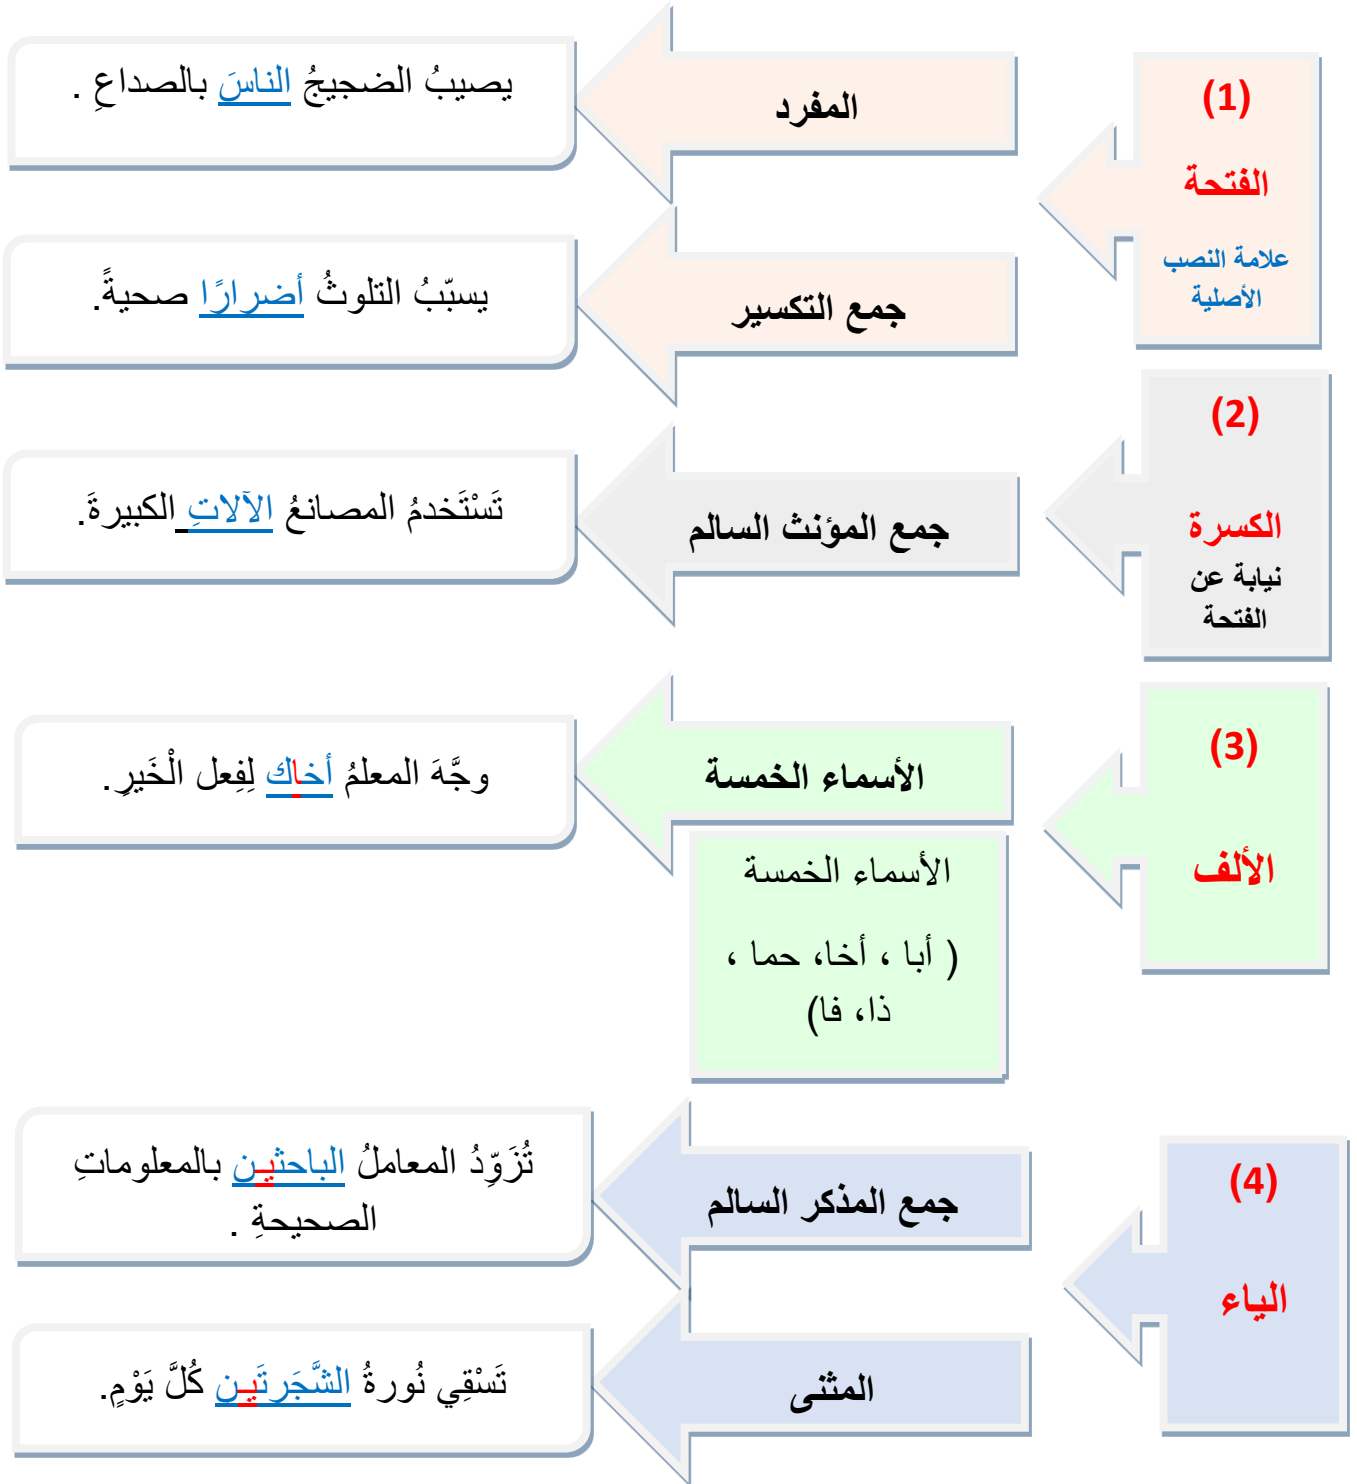 (1)
الفتحة
علامة النصب
الأصلية
المفرد
يصيبُ الضجيجُ الناسَ بالصداعِ .
جمع التكسير
يسبّبُ التلوثُ أضرارًا صحيةً.
(2)
الكسرة
نيابة عن
الفتحة
جمع المؤنث السالم
تَسْتَخدمُ المصانعُ الآلاتِ الكبيرةَ.
(3)
الألف
الأسماء الخمسة
وجَّهَ المعلمُ أخاك لِفِعل الْخَيرِ.
الأسماء الخمسة
( أبا ، أخا، حما ،
ذا، فا)
(4)
الياء
جمع المذكر السالم
تُزَوِّدُ المعاملُ الباحثين بالمعلوماتِ
الصحيحةِ .
المثنى
تَسْقِي نُورةُ الشَّجَرتَين كُلَّ يَوْمٍ.